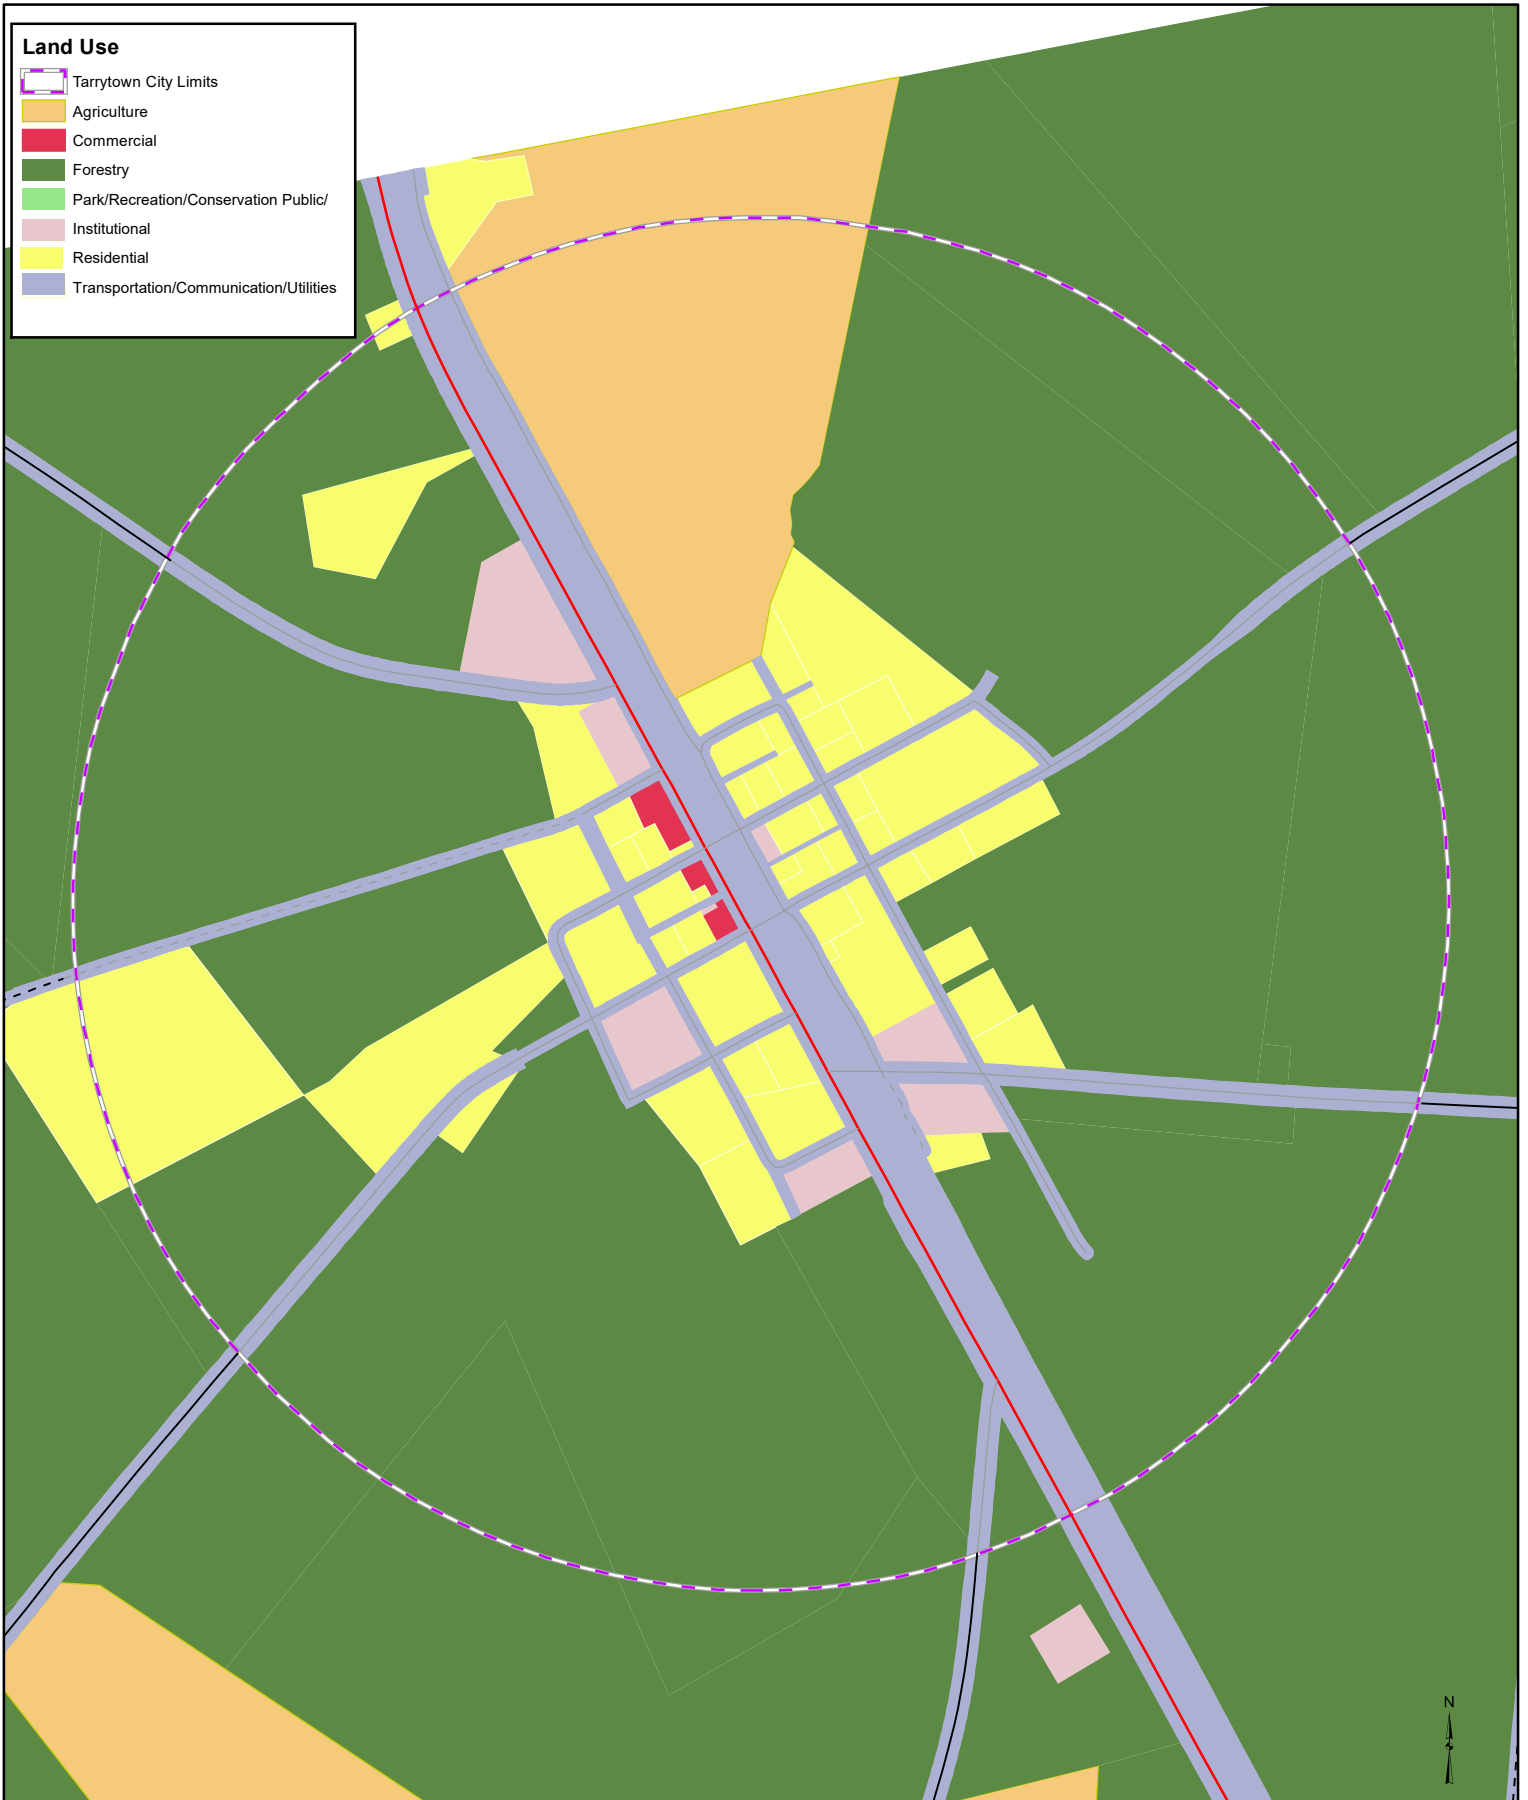 Land Use
Tarrytown City Limits
Agriculture
Commercial
Forestry
Park/Recreation/Conservation Public/
Institutional
Residential
Transportation/Communication/Utilities
N